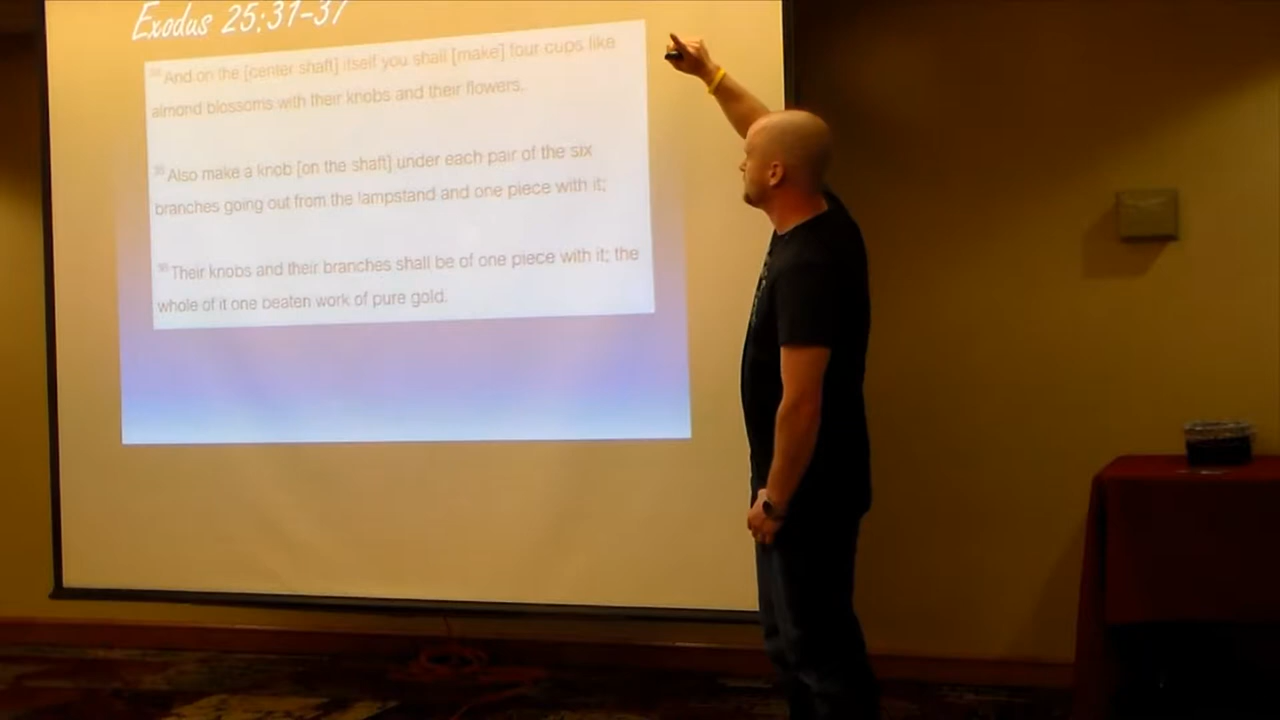 Exodus 25:31-37
34 And on the [center shaft] itself you shall [make] four cups like
almond blossoms with their knobs and their flowers.
35 Also make a knob [on the shaft] under each pair of the six
branches going out from the lampstand and one piece with it;
36 Their knobs and their branches shall be of one piece with it; the
whole of it one beaten work of pure gold.